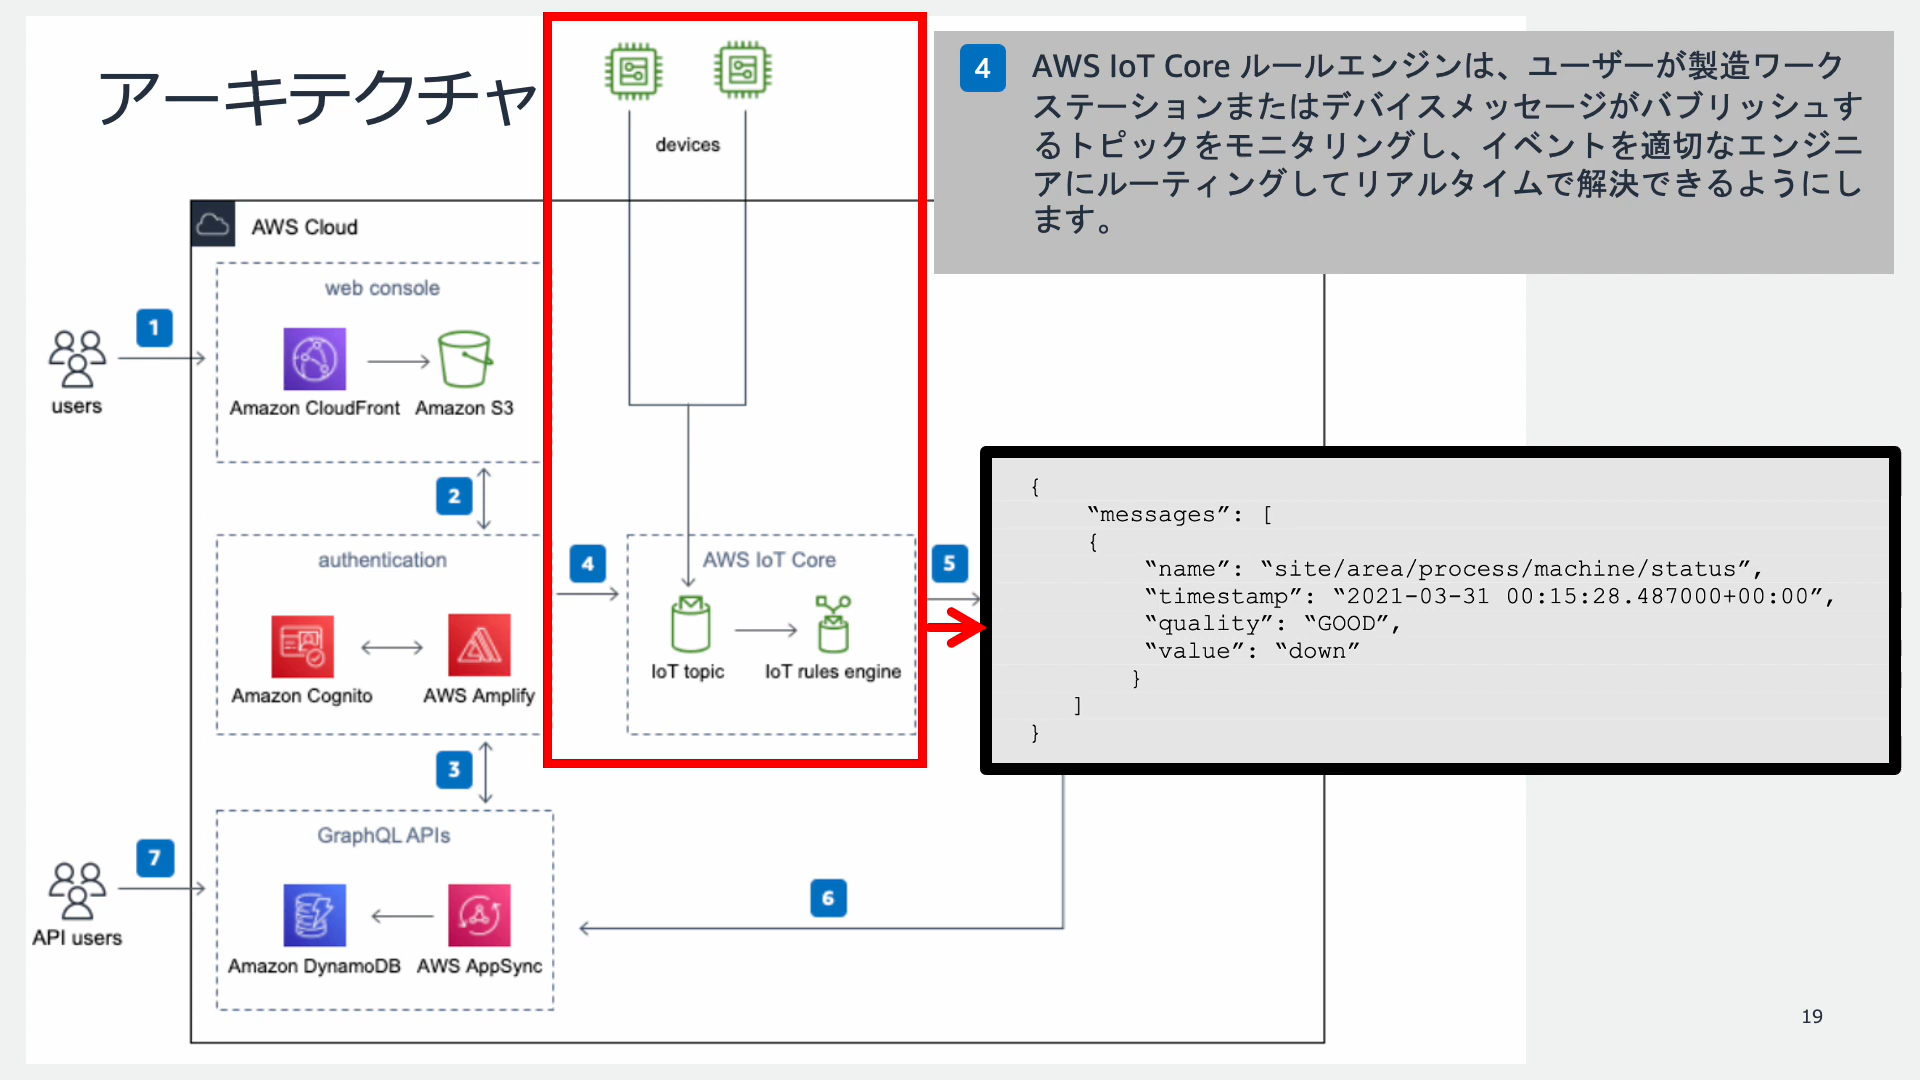 アーキテクチャ
devices
4
AWS IoT Core ルールエンジンは、ユーザーが製造ワーク
ステーションまたはデバイスメッセージがパブリッシュす
るトピックをモニタリングし、イベントを適切なエンジニ
アにルーティングしてリアルタイムで解決できるようにし
ます。
AWS Cloud
web console
1
users
Amazon CloudFront
Amazon S3
2
authentication
Amazon Cognito
AWS Amplify
4
AWS IoT Core
IoT topic
IoT rules engine
5
{
“messages”: [
{
“name”: “site/area/process/machine/status”,
“timestamp”: “2021-03-31 00:15:28.487000+00:00”,
“quality”: “GOOD”,
“value”: “down”
}
]
}
3
GraphQL APIs
7
API users
Amazon DynamoDB
AWS AppSync
6
19